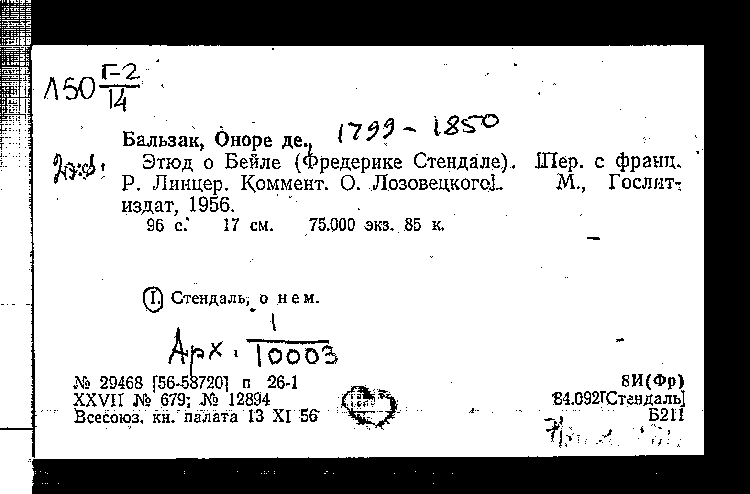 Л50 Г-2/14
Бальзак, Оноре де., 1799-1850
Этюд о Бейле (Фредерике Стендале). [Пер. с франц.
Р. Линцер. Коммент. О. Лозовецкого]. М., Гослит-
издат, 1956.
96 с. 17 см. 75.000 экз. 85 к.
1. Стендаль, о нем.
Арх. 1/10003
№ 29468 [56-58720] п 26-1 8И(Фр)
XXVII № 679; № 12894 84.092[Стендаль]
Всесоюз. кн. палата 13 XI 56 Б211